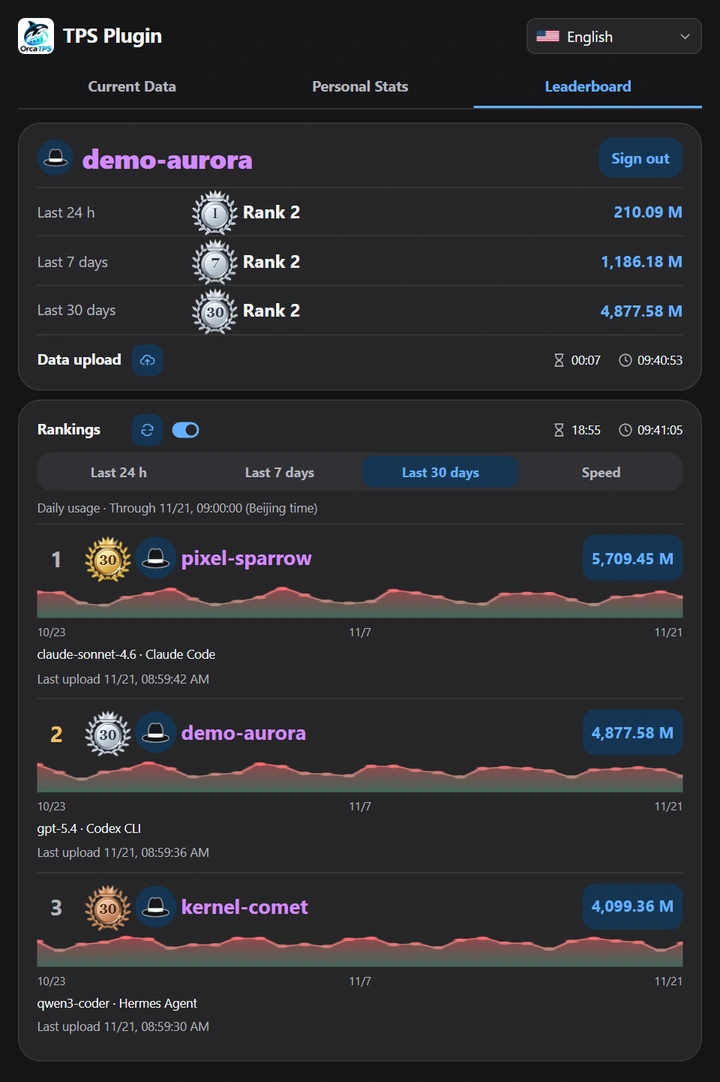 OrcaTPS
TPS Plugin
English
Current Data
Personal Stats
Leaderboard
demo-aurora
Sign out
Last 24 h
1
Rank 2
210.09 M
Last 7 days
7
Rank 2
1,186.18 M
Last 30 days
30
Rank 2
4,877.58 M
Data upload
00:07
09:40:53
Rankings
18:55
09:41:05
Last 24 h
Last 7 days
Last 30 days
Speed
Daily usage · Through 11/21, 09:00:00 (Beijing time)
1
30
pixel-sparrow
5,709.45 M
10/23
11/7
11/21
claude-sonnet-4.6 · Claude Code
Last upload 11/21, 08:59:42 AM
2
30
demo-aurora
4,877.58 M
10/23
11/7
11/21
gpt-5.4 · Codex CLI
Last upload 11/21, 08:59:36 AM
3
30
kernel-comet
4,099.36 M
10/23
11/7
11/21
qwen3-coder · Hermes Agent
Last upload 11/21, 08:59:30 AM